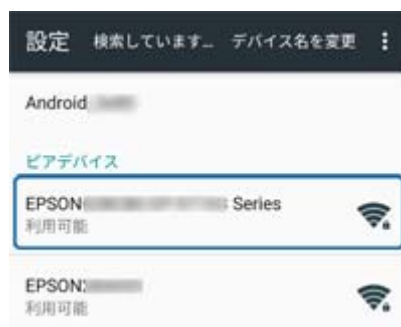 設定 検索しています... デバイス名を変更
Android
ピアデバイス
EPSON Series
利用可能
EPSON
利用可能